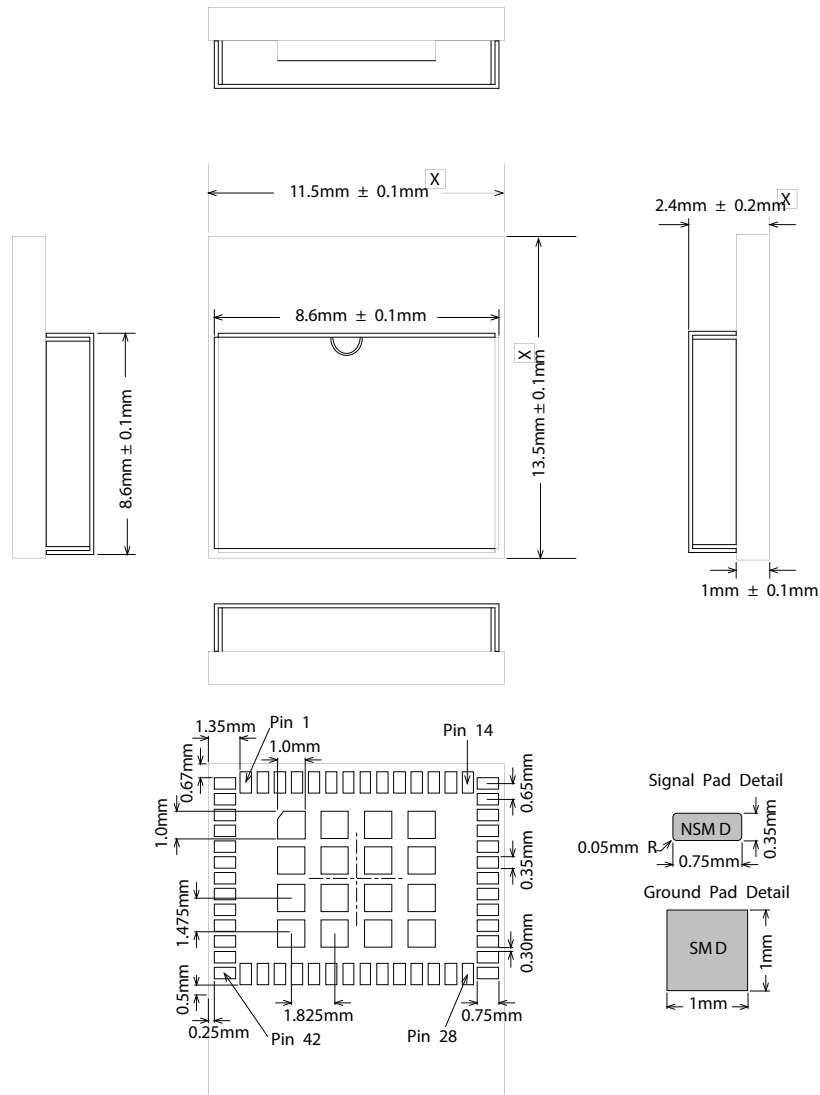 11.5mm ± 0.1mm X
2.4mm ± 0.2mm X
8.6mm ± 0.1mm
X
13.5mm ± 0.1mm
8.6mm ± 0.1mm
1mm ± 0.1mm
1.35mm
Pin 1
Pin 14
1.0mm
0.67mm
0.65mm
Signal Pad Detail
1.0mm
NSMD
0.35mm
0.05mm R
0.75mm
0.35mm
Ground Pad Detail
1.475mm
SMD
1mm
0.30mm
0.5mm
1mm
1.825mm
0.75mm
0.25mm
Pin 42
Pin 28